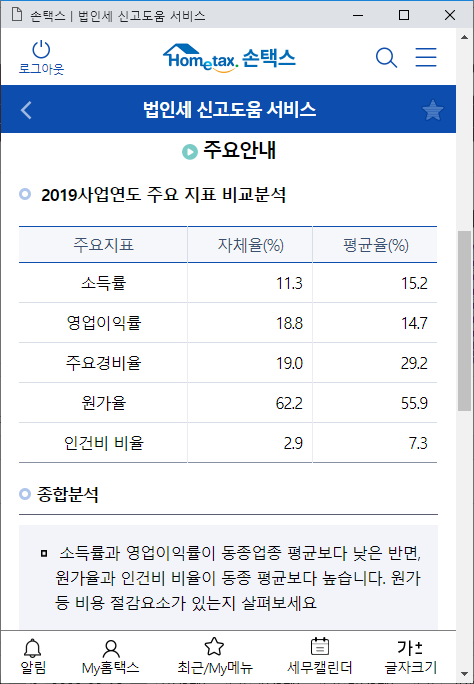 손택스 | 법인세 신고도움 서비스
로그아웃
Hometax. 손택스
법인세 신고도움 서비스
주요안내
2019사업연도 주요 지표 비교분석
주요지표 자체율(%) 평균율(%)
소득률 11.3 15.2
영업이익률 18.8 14.7
주요경비율 19.0 29.2
원가율 62.2 55.9
인건비 비율 2.9 7.3
종합분석
소득률과 영업이익률이 동종업종 평균보다 낮은 반면,
원가율과 인건비 비율이 동종 평균보다 높습니다. 원가
등 비용 절감요소가 있는지 살펴보세요
알림 My홈택스 최근/My메뉴 세무캘린더 글자크기
가±